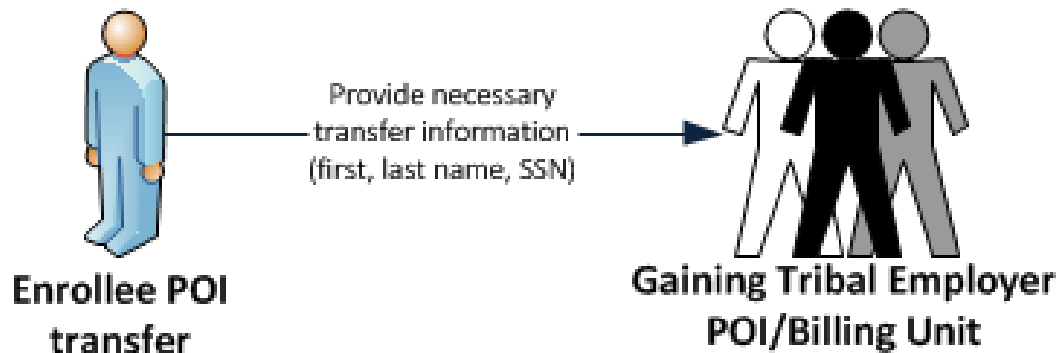 Provide necessary
transfer information
(first, last name, SSN)
Enrollee POI
transfer
Gaining Tribal Employer
POI/Billing Unit